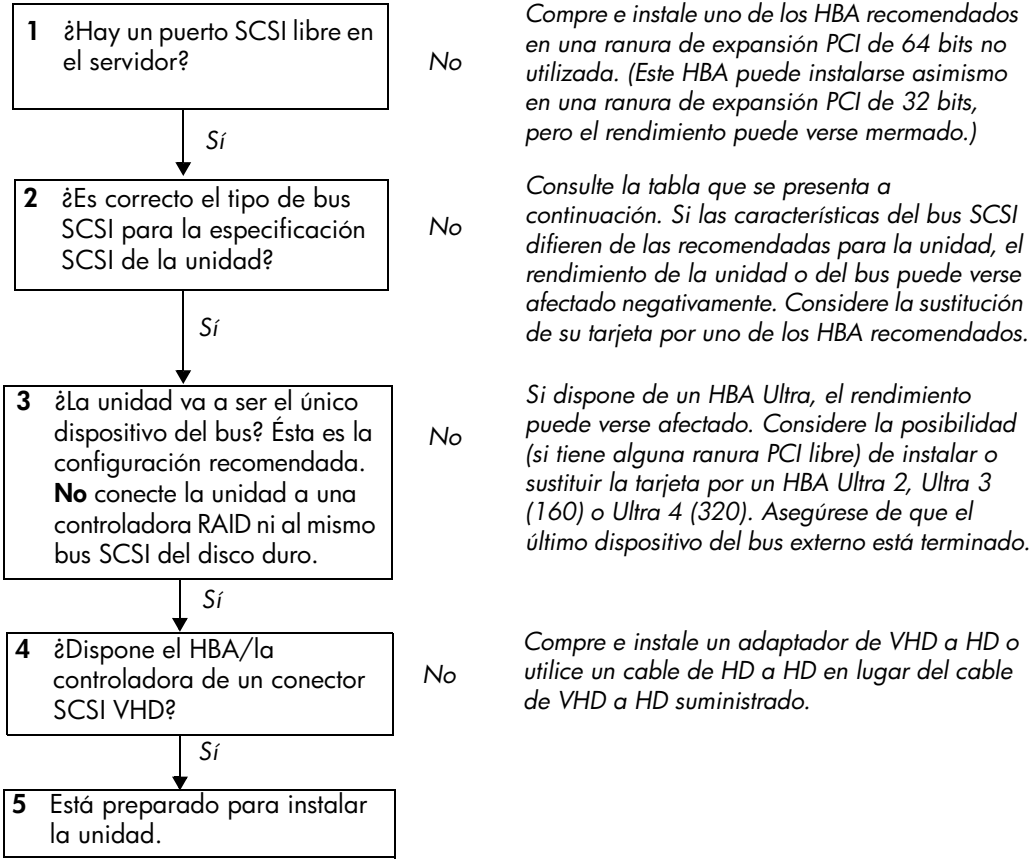 1 ¿Hay un puerto SCSI libre en
el servidor?
No
Compre e instale uno de los HBA recomendados
en una ranura de expansión PCI de 64 bits no
utilizada. (Este HBA puede instalarse asimismo
en una ranura de expansión PCI de 32 bits,
pero el rendimiento puede verse mermado.)
Sí
2 ¿Es correcto el tipo de bus
SCSI para la especificación
SCSI de la unidad?
No
Consulte la tabla que se presenta a
continuación. Si las características del bus SCSI
difieren de las recomendadas para la unidad, el
rendimiento de la unidad o del bus puede verse
afectado negativamente. Considere la sustitución
de su tarjeta por uno de los HBA recomendados.
Sí
3 ¿La unidad va a ser el único
dispositivo del bus? Ésta es la
configuración recomendada.
No conecte la unidad a una
controladora RAID ni al mismo
bus SCSI del disco duro.
No
Si dispone de un HBA Ultra, el rendimiento
puede verse afectado. Considere la posibilidad
(si tiene alguna ranura PCI libre) de instalar o
sustituir la tarjeta por un HBA Ultra 2, Ultra 3
(160) o Ultra 4 (320). Asegúrese de que el
último dispositivo del bus externo está terminado.
Sí
4 ¿Dispone el HBA/la
controladora de un conector
SCSI VHD?
No
Compre e instale un adaptador de VHD a HD o
utilice un cable de HD a HD en lugar del cable
de VHD a HD suministrado.
Sí
5 Está preparado para instalar
la unidad.